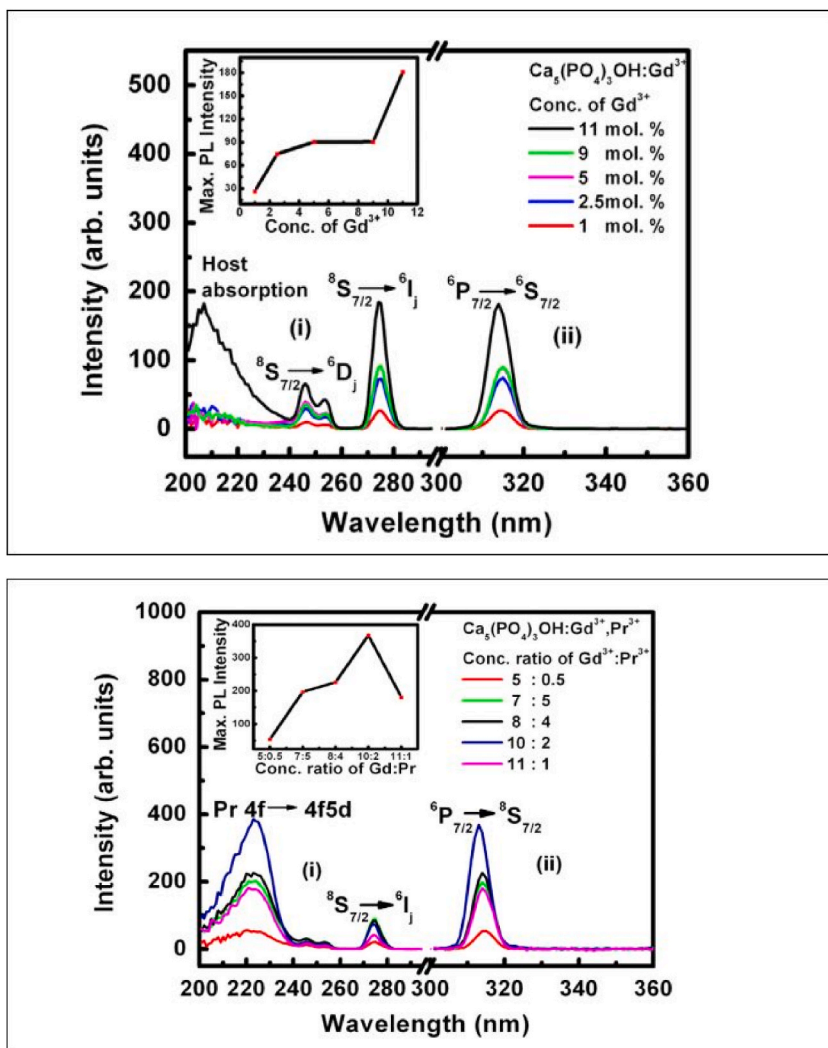 500
400
300
200
100
0
Intensity (arb. units)
Max. PL Intensity
180
150
120
90
60
30
0 2 4 6 8 10 12
Conc. of Gd³⁺
Ca₅(PO₄)₃OH:Gd³⁺
Conc. of Gd³⁺
11 mol. %
9 mol. %
5 mol. %
2.5mol. %
1 mol. %
Host
absorption
(i)
⁸S₇/₂ → ⁶Dⱼ
⁸S₇/₂ → ⁶Iⱼ
⁶P₇/₂ → ⁶S₇/₂
(ii)
200 220 240 260 280 300 320 340 360
Wavelength (nm)
1000
800
600
400
200
0
Intensity (arb. units)
Max. PL Intensity
400
300
200
100
5:0.5 7:5 8:4 10:2 11:1
Conc. ratio of Gd:Pr
Ca₅(PO₄)₃OH:Gd³⁺,Pr³⁺
Conc. ratio of Gd³⁺:Pr³⁺
5 : 0.5
7 : 5
8 : 4
10 : 2
11 : 1
Pr 4f → 4f5d
(i)
⁸S₇/₂ → ⁶Iⱼ
⁶P₇/₂ → ⁸S₇/₂
(ii)
200 220 240 260 280 300 320 340 360
Wavelength (nm)